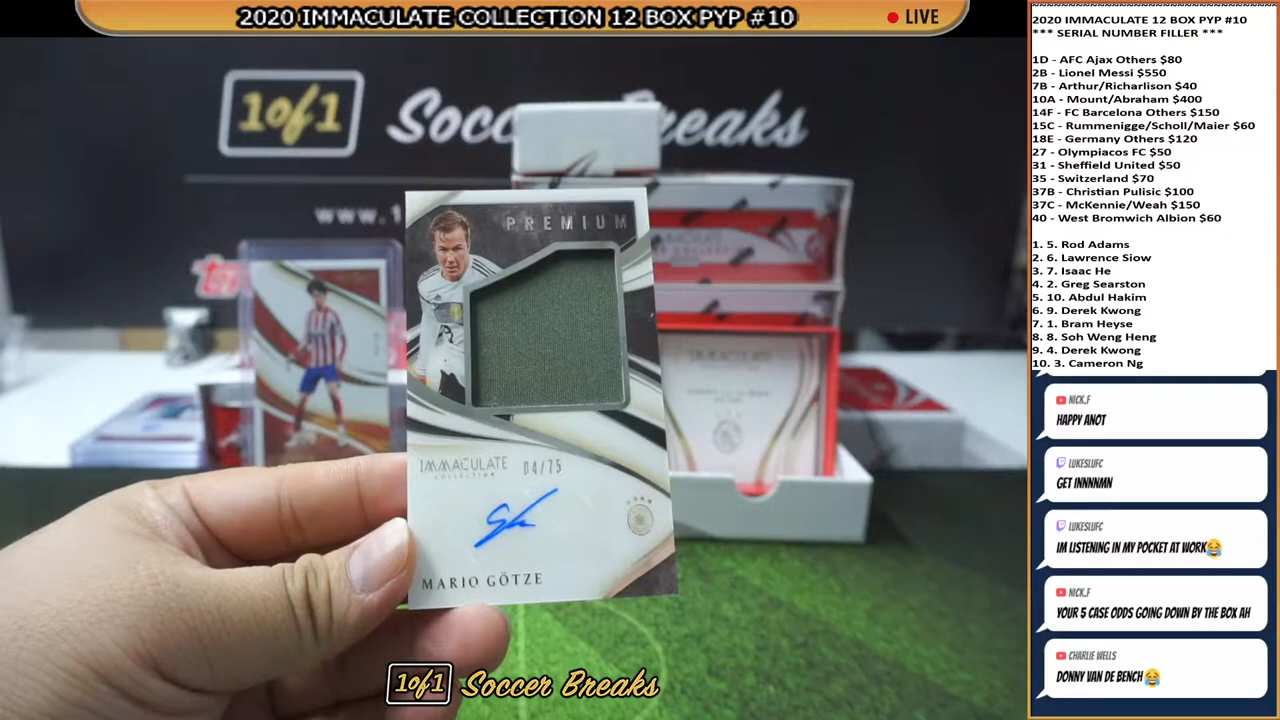 2020 IMMACULATE COLLECTION 12 BOX PYP #10
LIVE
1of1
Soccer Breaks
www.1
PREMIUM
IMMACULATE
COLLECTION
04/75
MARIO GÖTZE
1of1 Soccer Breaks
2020 IMMACULATE 12 BOX PYP #10
*** SERIAL NUMBER FILLER ***
1D - AFC Ajax Others $80
2B - Lionel Messi $550
7B - Arthur/Richarlison $40
10A - Mount/Abraham $400
14F - FC Barcelona Others $150
15C - Rummenigge/Scholl/Maier $60
18E - Germany Others $120
27 - Olympiacos FC $50
31 - Sheffield United $50
35 - Switzerland $70
37B - Christian Pulisic $100
37C - McKennie/Weah $150
40 - West Bromwich Albion $60
1. 5. Rod Adams
2. 6. Lawrence Siow
3. 7. Isaac He
4. 2. Greg Searston
5. 10. Abdul Hakim
6. 9. Derek Kwong
7. 1. Bram Heyse
8. 8. Soh Weng Heng
9. 4. Derek Kwong
10. 3. Cameron Ng
NICK.F
HAPPY ANOT
LUKESLUFC
GET INNNNMN
LUKESLUFC
IM LISTENING IN MY POCKET AT WORK😂
NICK.F
YOUR 5 CASE ODDS GOING DOWN BY THE BOX AH
CHARLIE WELLS
DONNY VAN DE BENCH😂